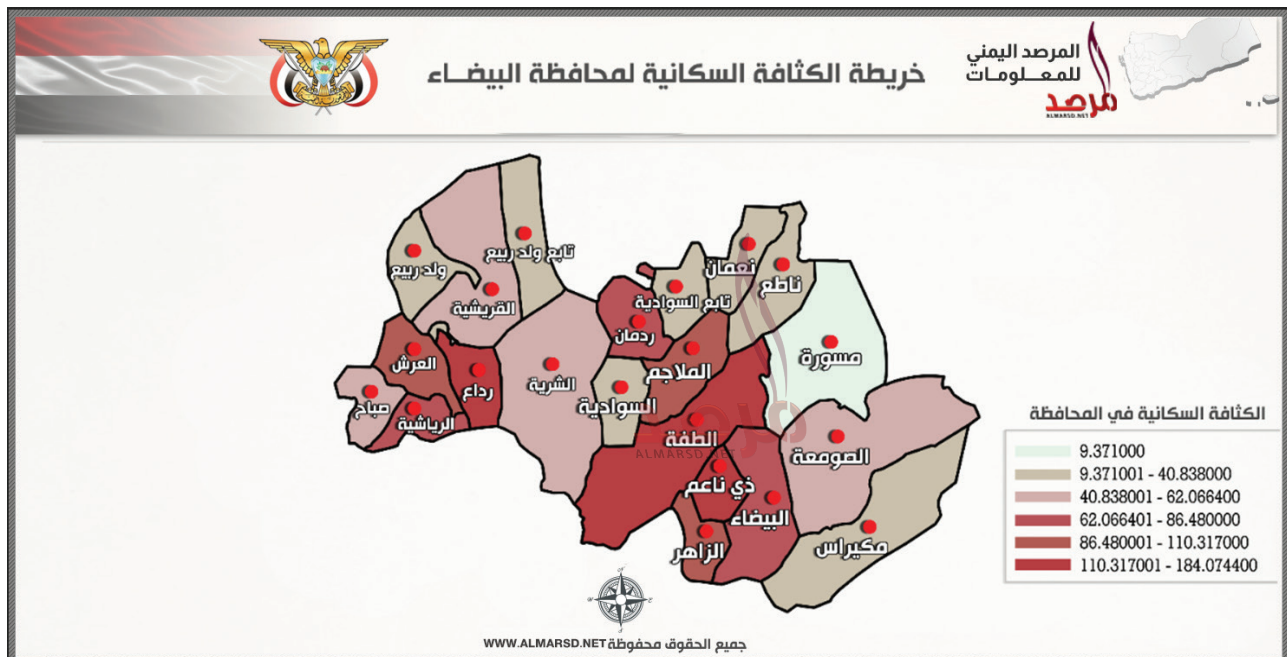 خريطة الكثافة السكانية لمحافظة البيضـاء
المرصد اليمني
للمعـلـومـات
مرصد
ALMARSD.NET
تابع ولد ربيع
ولد ربيع
نعمان
ناطع
القريشية
تابع السوادية
ردمان
مسورة
العرش
الملاجم
رداع
الشرية
صباح
السوادية
الرياشية
الطفة
الصومعة
مرصد
ALMARSD.NET
ذي ناعم
البيضاء
مكيراس
الزاهر
الكثافة السكانية في المحافظة
9.371000
9.371001 - 40.838000
40.838001 - 62.066400
62.066401 - 86.480000
86.480001 - 110.317000
110.317001 - 184.074400
جميع الحقوق محفوظة WWW.ALMARSD.NET